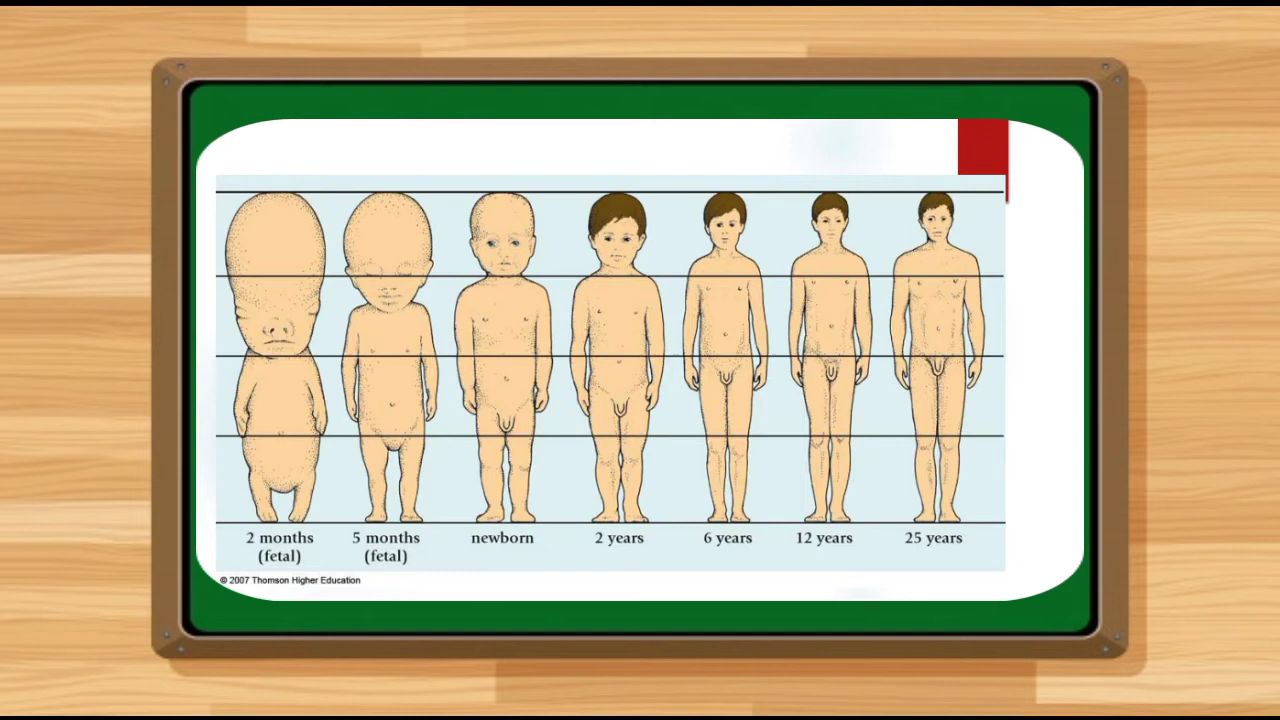 2 months
(fetal)
5 months
(fetal)
newborn
2 years
6 years
12 years
25 years
© 2007 Thomson Higher Education